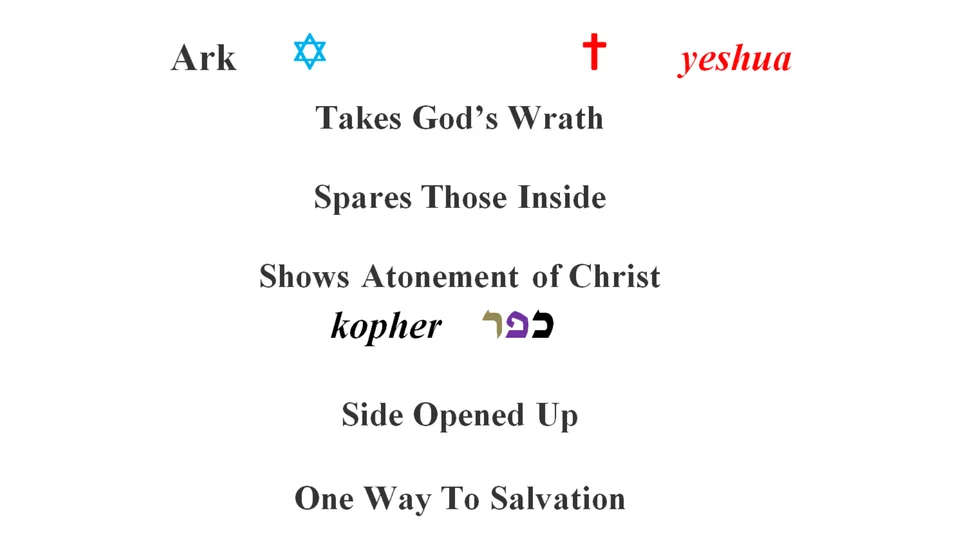 Ark ✡ ✝ yeshua
Takes God’s Wrath
Spares Those Inside
Shows Atonement of Christ
kopher כפר
Side Opened Up
One Way To Salvation